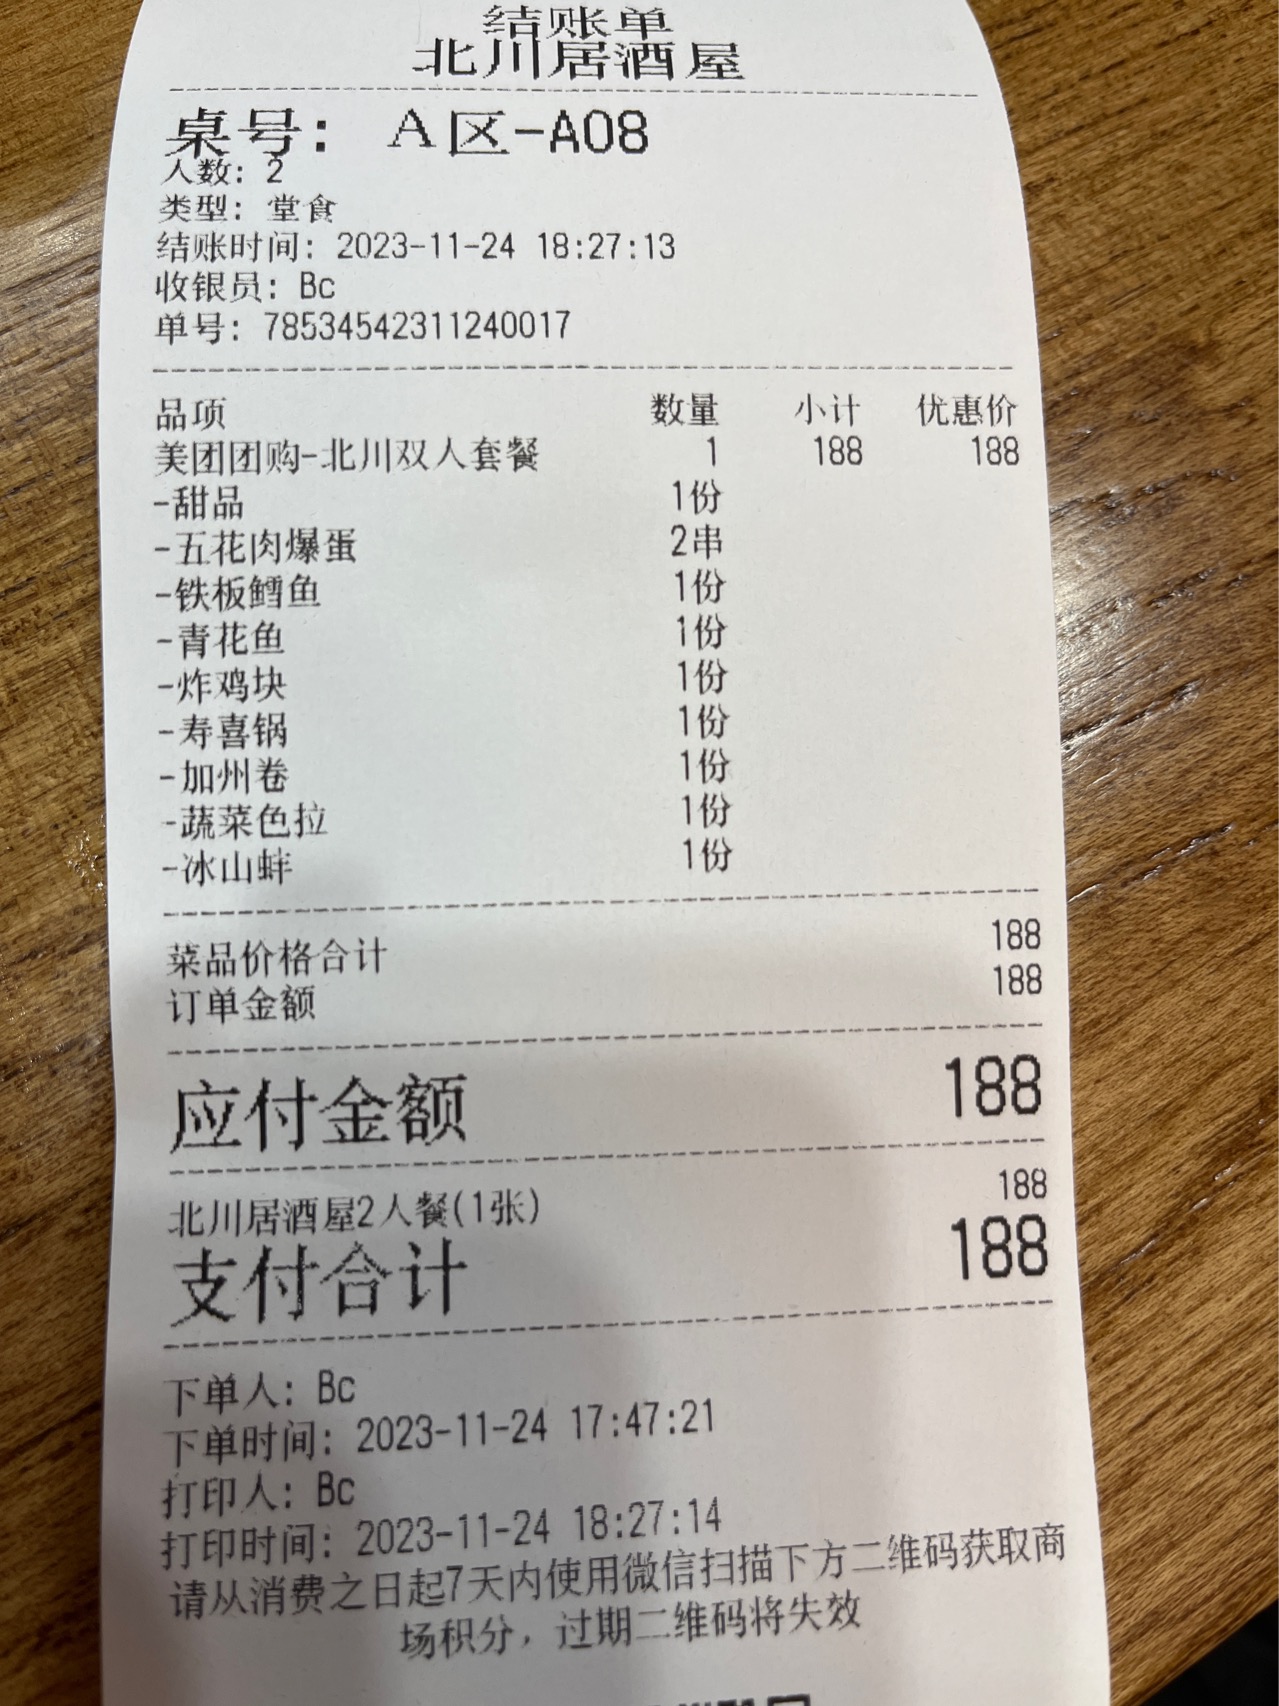 结账单
北川居酒屋
桌号: A区-A08
人数: 2
类型: 堂食
结账时间: 2023-11-24 18:27:13
收银员: Bc
单号: 78534542311240017
品项 数量 小计 优惠价
美团团购-北川双人套餐 1 188 188
-甜品 1份
-五花肉爆蛋 2串
-铁板鳕鱼 1份
-青花鱼 1份
-炸鸡块 1份
-寿喜锅 1份
-加州卷 1份
-蔬菜色拉 1份
-冰山蚌 1份
菜品价格合计 188
订单金额 188
应付金额 188
北川居酒屋2人餐(1张) 188
支付合计 188
下单人: Bc
下单时间: 2023-11-24 17:47:21
打印人: Bc
打印时间: 2023-11-24 18:27:14
请从消费之日起7天内使用微信扫描下方二维码获取商
场积分，过期二维码将失效